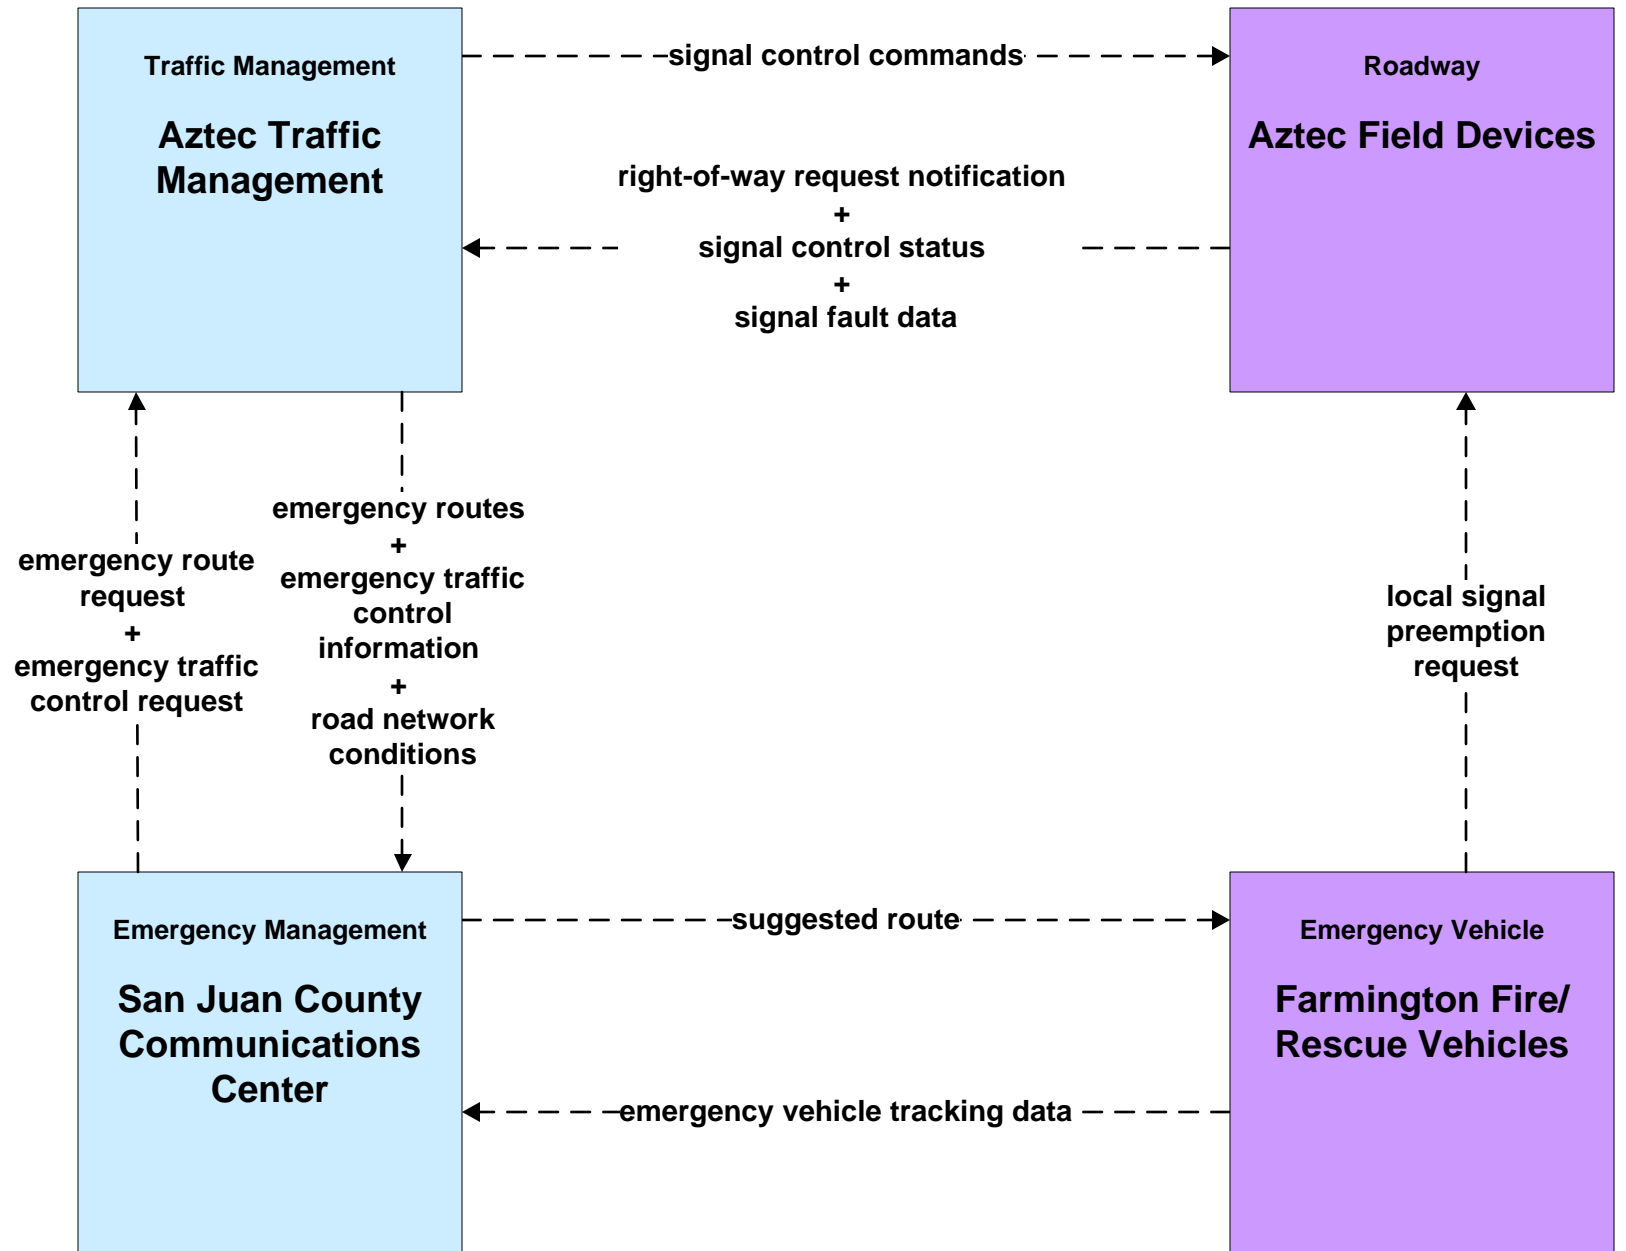 Traffic Management
Aztec Traffic
Management
signal control commands
Roadway
Aztec Field Devices
right-of-way request notification
+
signal control status
+
signal fault data
emergency route
request
+
emergency traffic
control request
emergency routes
+
emergency traffic
control
information
+
road network
conditions
local signal
preemption
request
Emergency Management
San Juan County
Communications
Center
suggested route
Emergency Vehicle
Farmington Fire/
Rescue Vehicles
emergency vehicle tracking data